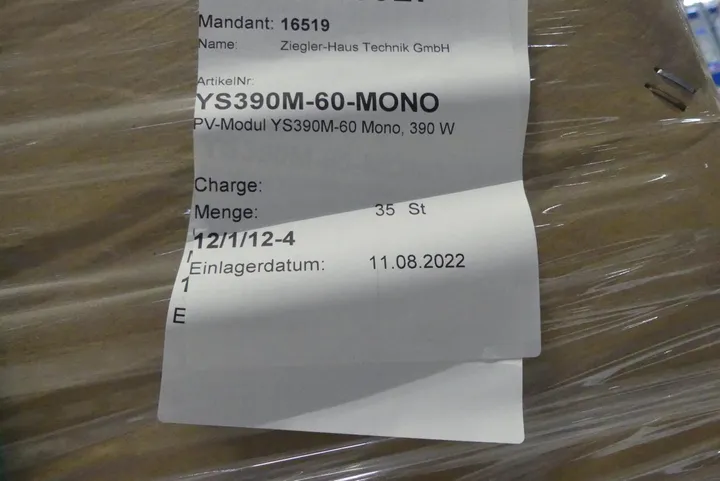 Mandant: 16519
Name: Ziegler-Haus Technik GmbH
ArtikelNr:
YS390M-60-MONO
PV-Modul YS390M-60 Mono, 390 W
Charge:
Menge: 35 St
12/1/12-4
Einlagerdatum: 11.08.2022
1
E